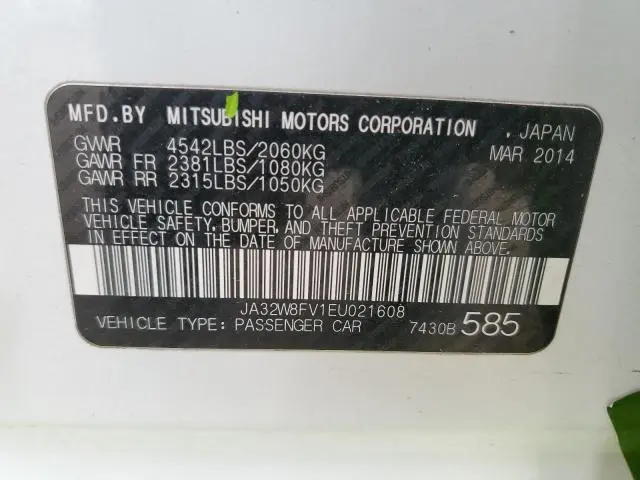 MFD.BY MITSUBISHI MOTORS CORPORATION . JAPAN
GVWR 4542LBS/2060KG MAR 2014
GAWR FR 2381LBS/1080KG
GAWR RR 2315LBS/1050KG
THIS VEHICLE CONFORMS TO ALL APPLICABLE FEDERAL MOTOR
VEHICLE SAFETY, BUMPER, AND THEFT PREVENTION STANDARDS
IN EFFECT ON THE DATE OF MANUFACTURE SHOWN ABOVE.
JA32W8FV1EU021608
VEHICLE TYPE: PASSENGER CAR 7430B 585